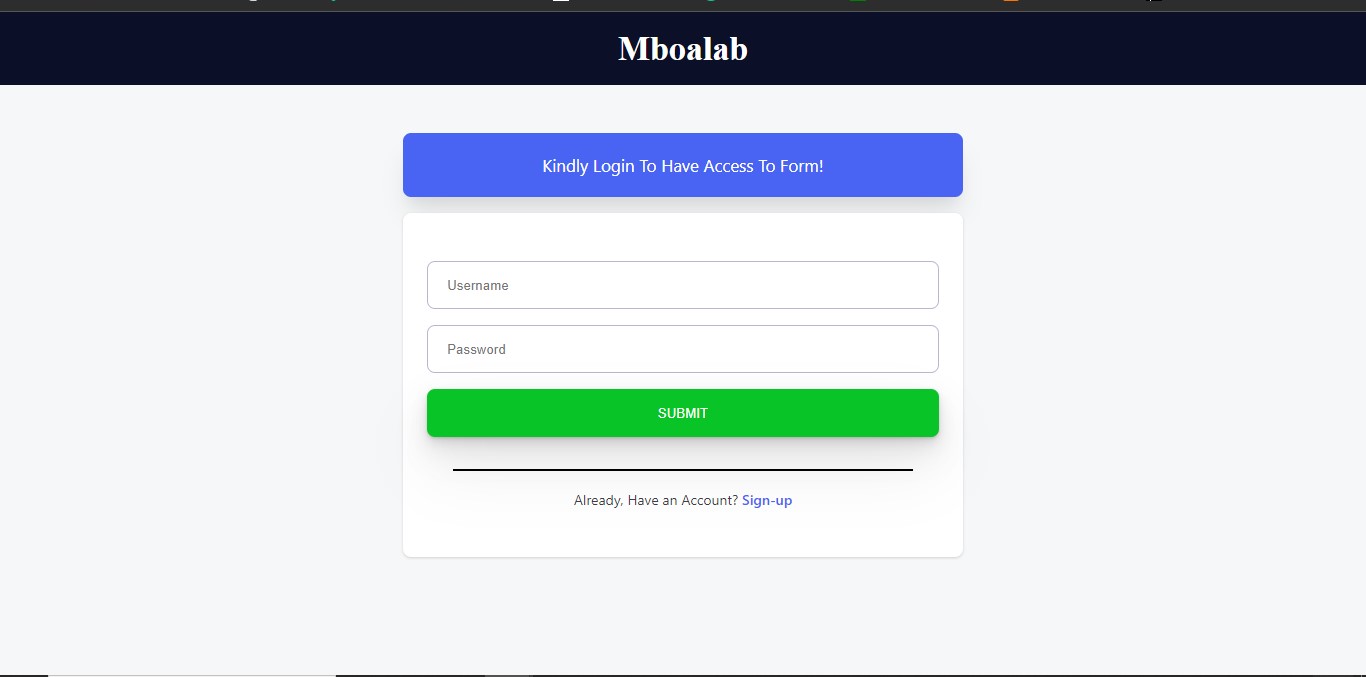 Mboalab
Kindly Login To Have Access To Form!
Username
Password
SUBMIT
Already, Have an Account? Sign-up